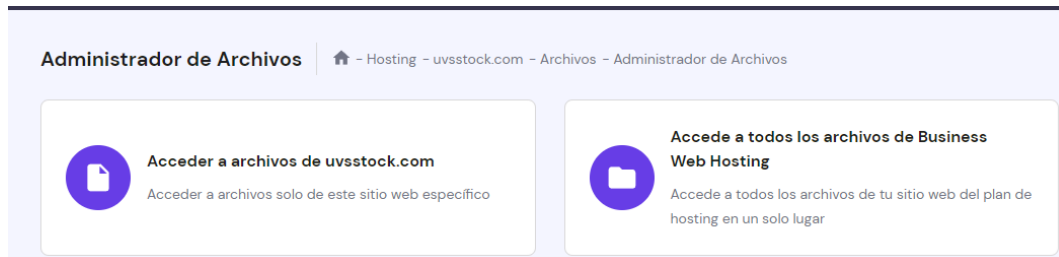 Administrador de Archivos
- Hosting - uvsstock.com - Archivos - Administrador de Archivos
Acceder a archivos de uvsstock.com
Acceder a archivos solo de este sitio web específico
Accede a todos los archivos de Business
Web Hosting
Accede a todos los archivos de tu sitio web del plan de
hosting en un solo lugar